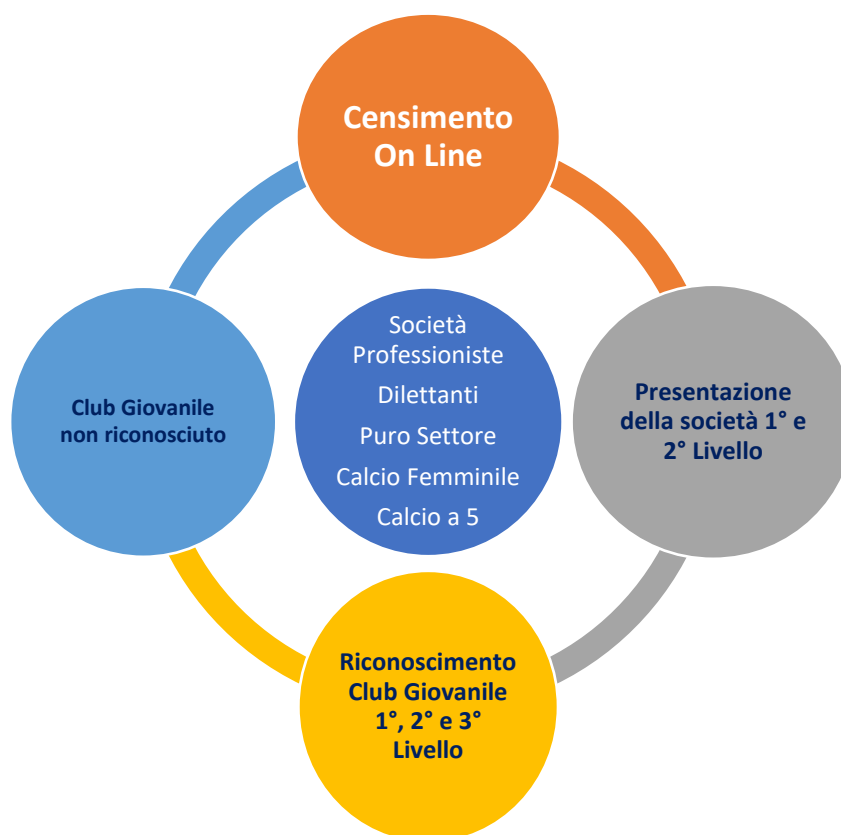 Censimento
On Line
Società
Professioniste
Dilettanti
Puro Settore
Calcio Femminile
Calcio a 5
Club Giovanile
non riconosciuto
Presentazione
della società 1° e
2° Livello
Riconoscimento
Club Giovanile
1°, 2° e 3°
Livello